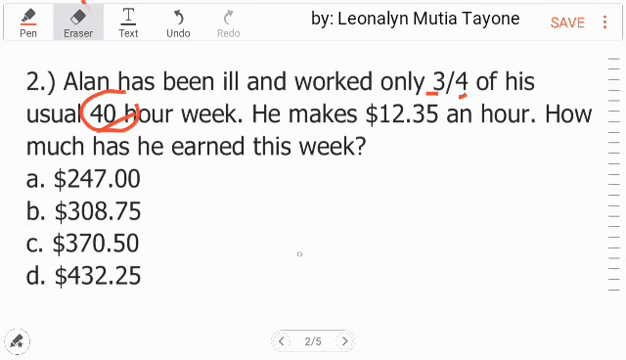 by: Leonalyn Mutia Tayone
SAVE
Pen
Eraser
Text
Undo
Redo
2.) Alan has been ill and worked only 3/4 of his
usual 40 hour week. He makes $12.35 an hour. How
much has he earned this week?
a. $247.00
b. $308.75
c. $370.50
d. $432.25
2/5